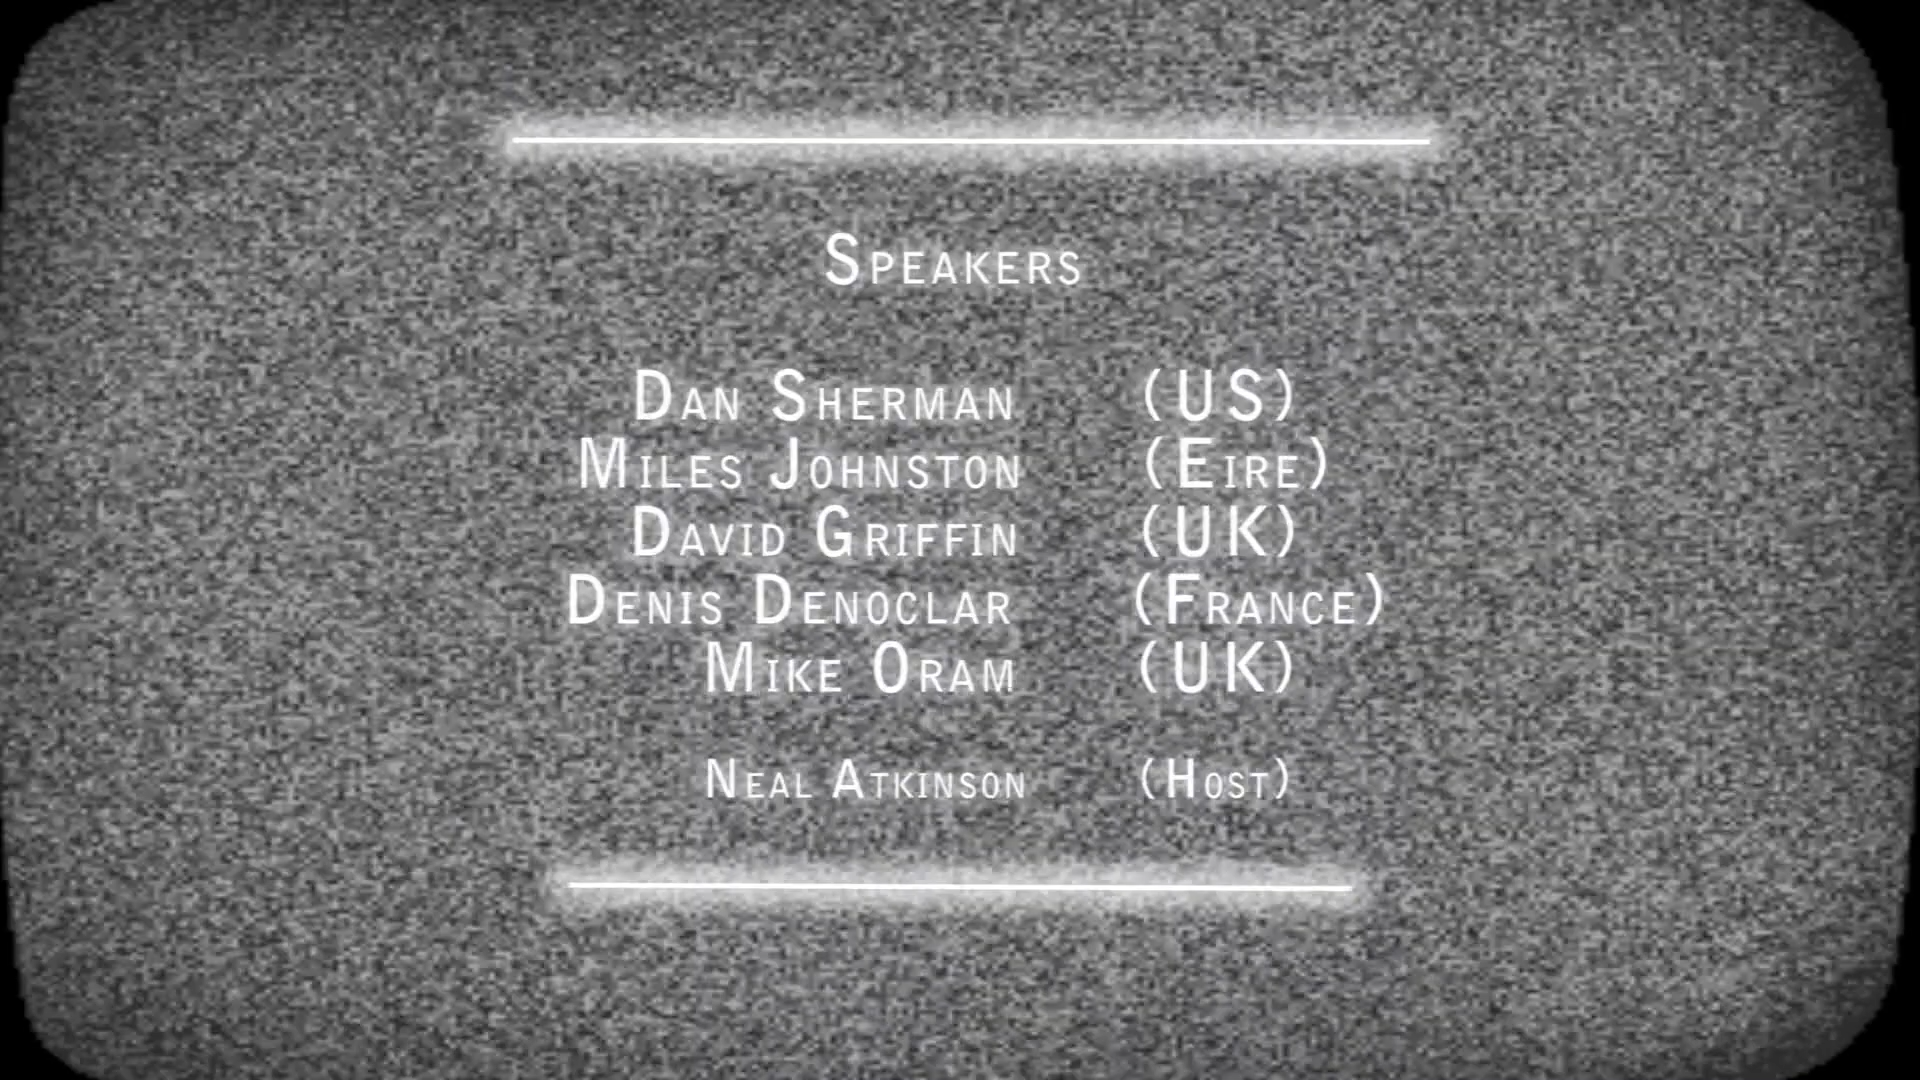 Speakers
Dan Sherman (US)
Miles Johnston (Eire)
David Griffin (UK)
Denis Denoclar (France)
Mike Oram (UK)
Neal Atkinson (Host)